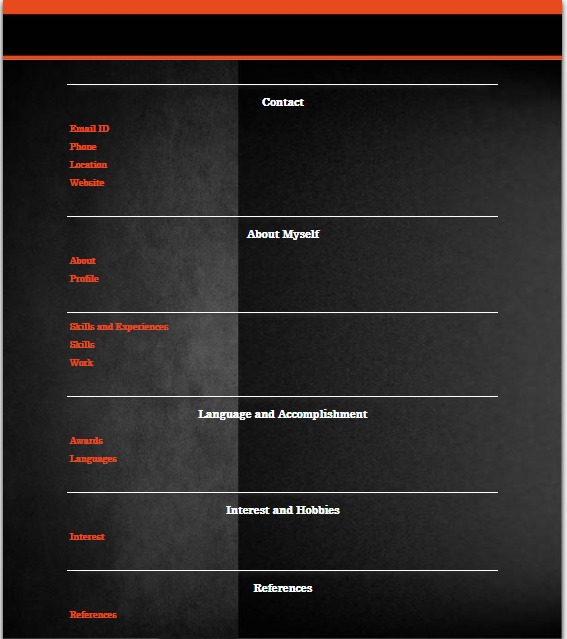 Contact
Email ID
Phone
Location
Website
About Myself
About
Profile
Skills and Experiences
Skills
Work
Language and Accomplishment
Awards
Languages
Interest and Hobbies
Interest
References
References